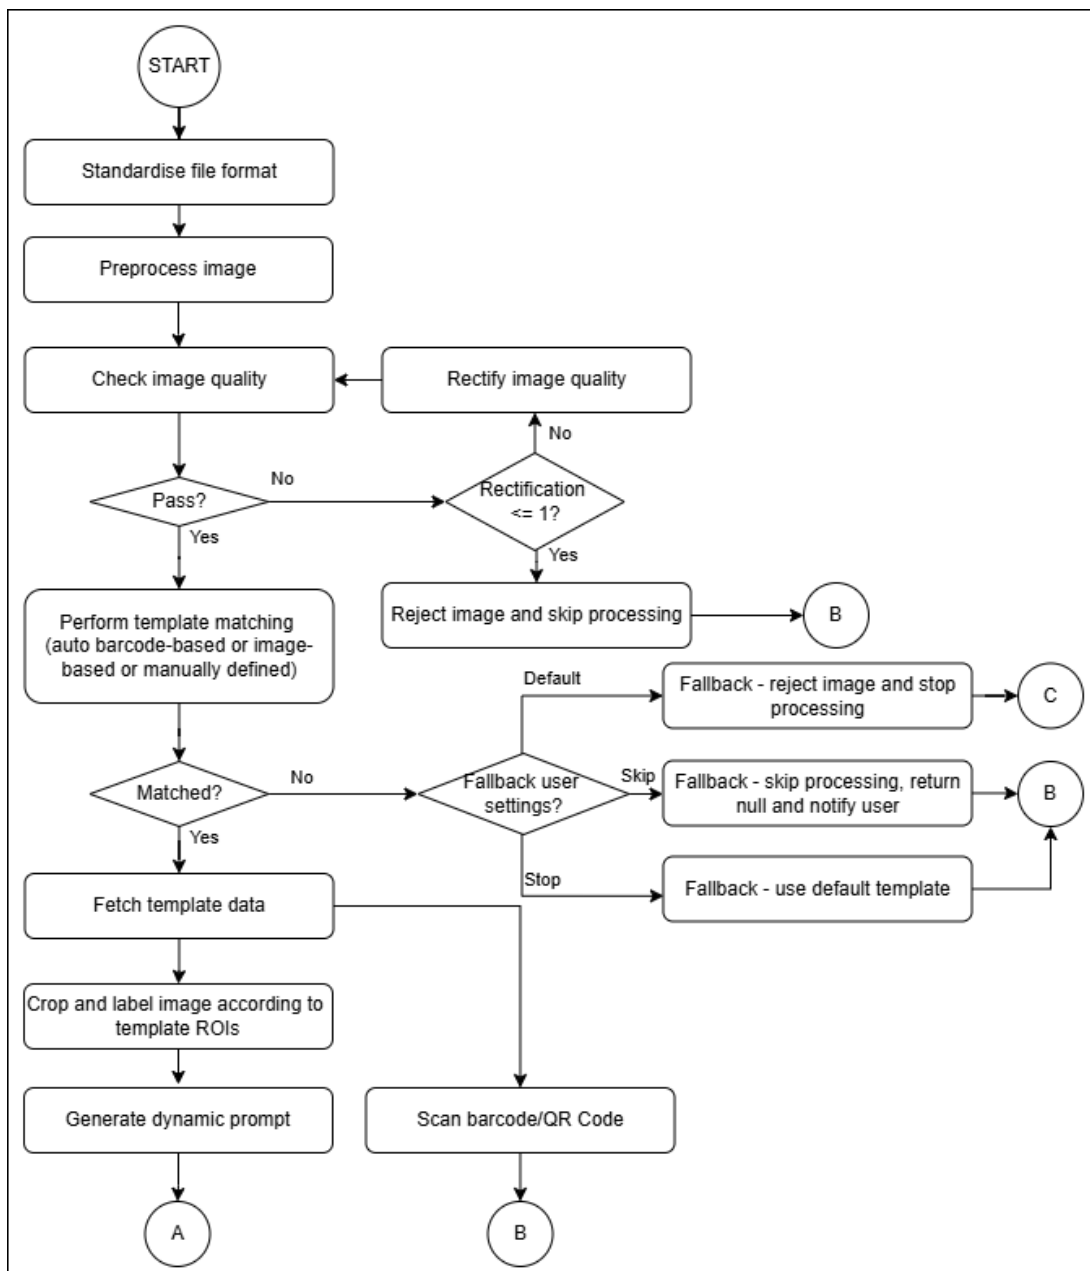 START
Standardise file format
Preprocess image
Check image quality
Rectify image quality
No
No
Pass?
Rectification
<= 1?
Yes
Yes
Perform template matching
(auto barcode-based or image-
based or manually defined)
Reject image and skip processing
B
Default
Fallback - reject image and stop
processing
C
Matched?
No
Fallback user
settings?
Skip
Fallback - skip processing, return
null and notify user
B
Yes
Stop
Fallback - use default template
Fetch template data
Crop and label image according to
template ROIs
Generate dynamic prompt
Scan barcode/QR Code
A
B